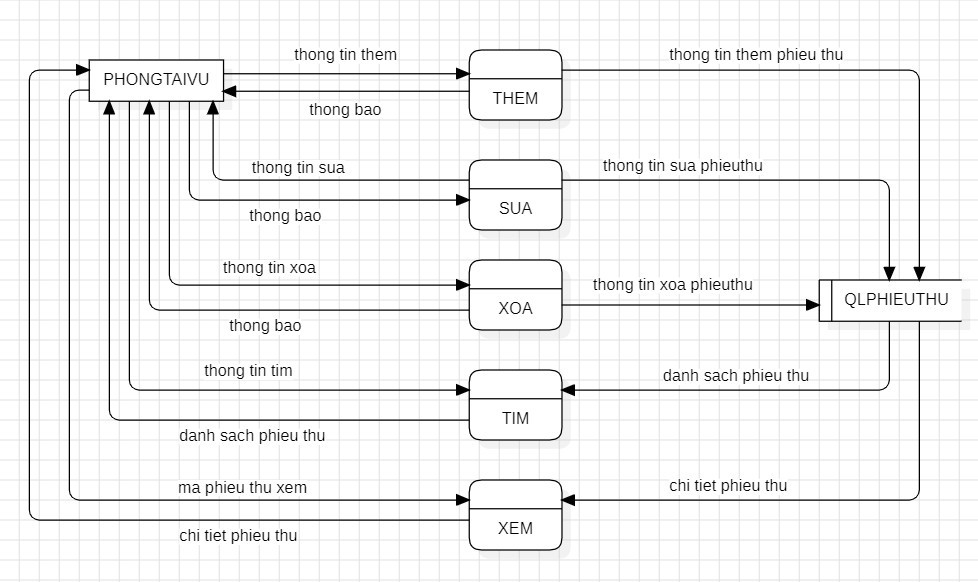 thong tin them
thong tin them phieu thu
PHONGTAIVU
THEM
thong bao
thong tin sua
thong tin sua phieuthu
SUA
thong bao
thong tin xoa
thong tin xoa phieuthu
QLPHIEUTHU
XOA
thong bao
thong tin tim
danh sach phieu thu
TIM
danh sach phieu thu
ma phieu thu xem
chi tiet phieu thu
XEM
chi tiet phieu thu